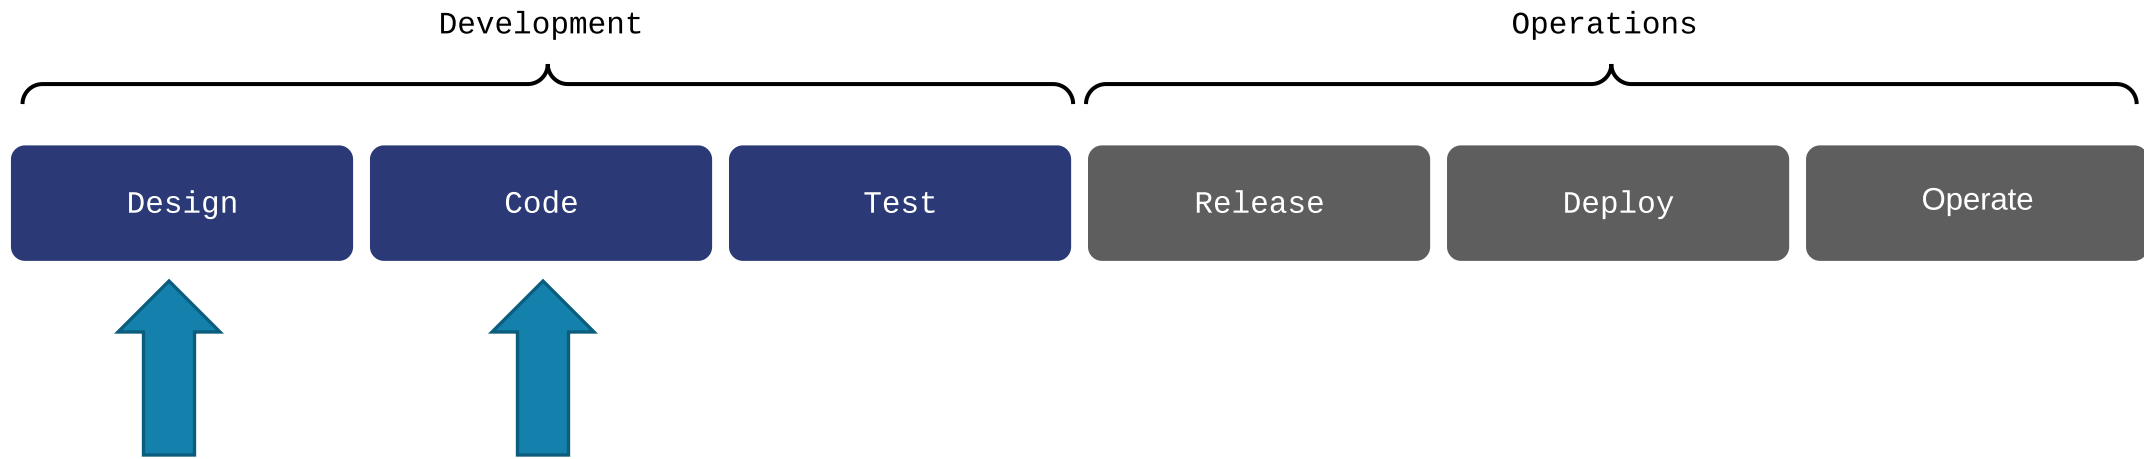 Development
Operations
Design
Code
Test
Release
Deploy
Operate